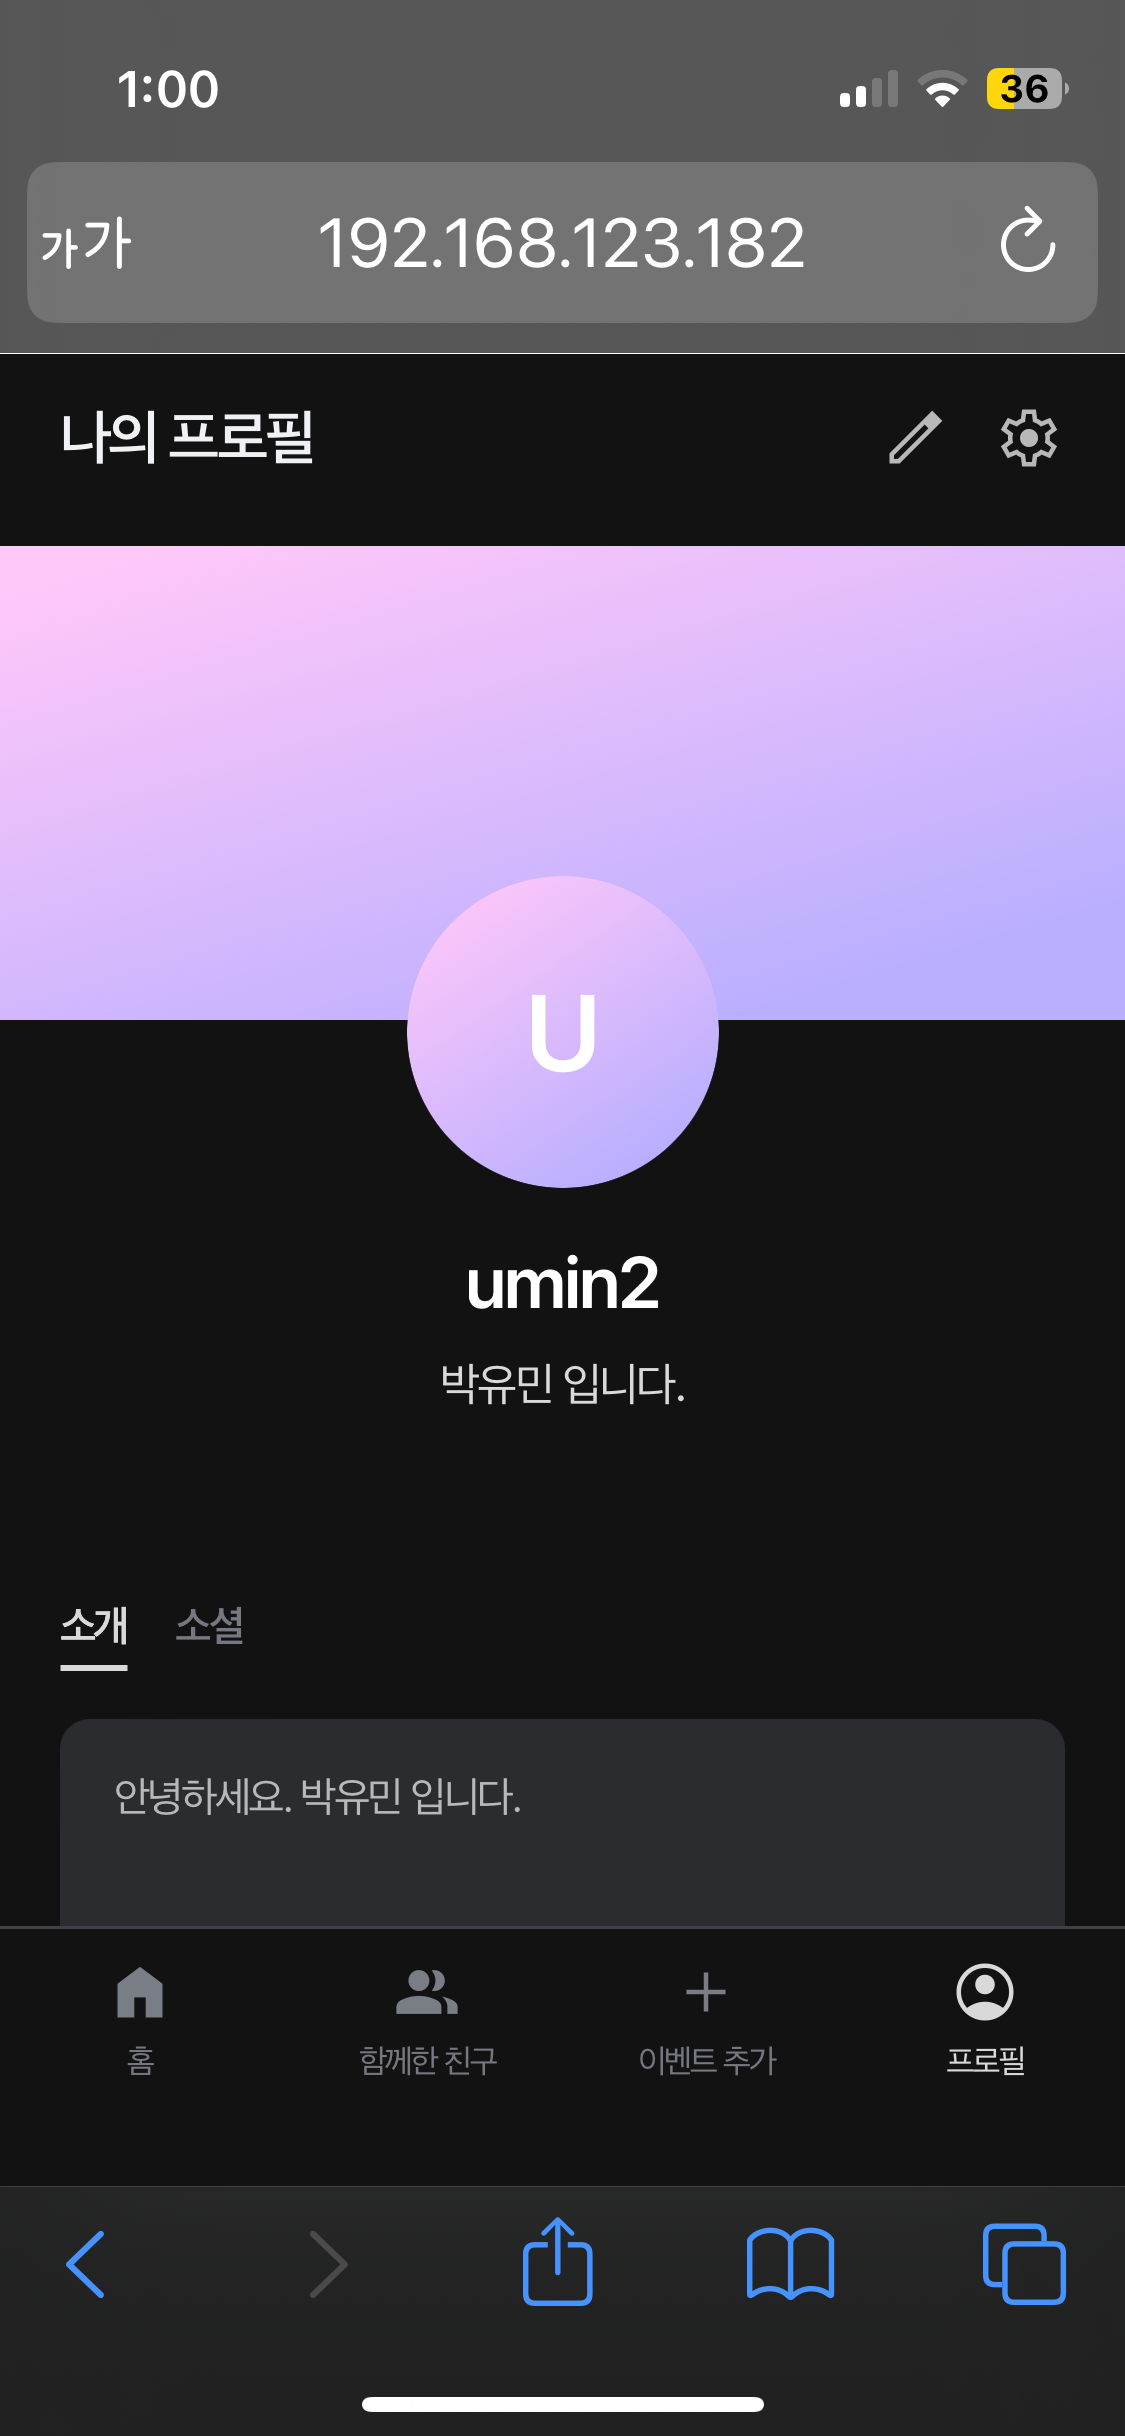 1:00
36
가가
192.168.123.182
나의 프로필
U
umin2
박유민 입니다.
소개 소셜
안녕하세요. 박유민 입니다.
홈 함께한 친구 이벤트 추가 프로필